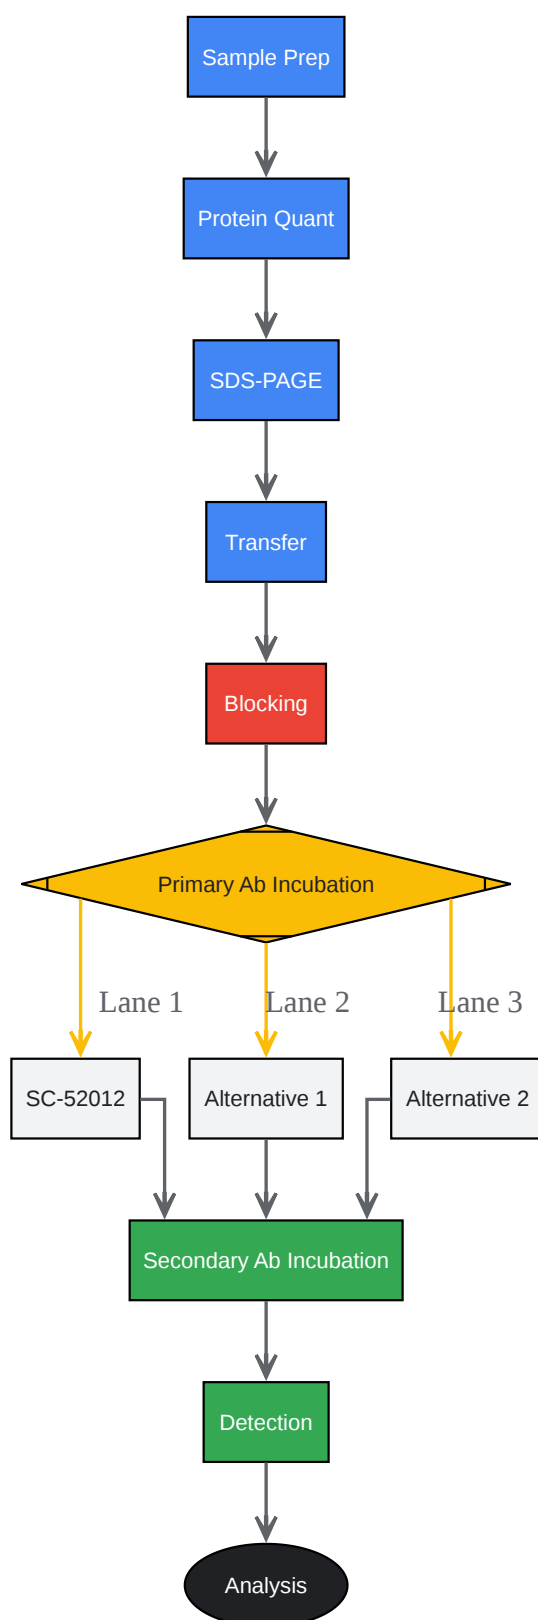 Sample Prep
Protein Quant
SDS-PAGE
Transfer
Blocking
Primary Ab Incubation
Lane 1
Lane 2
Lane 3
SC-52012
Alternative 1
Alternative 2
Secondary Ab Incubation
Detection
Analysis